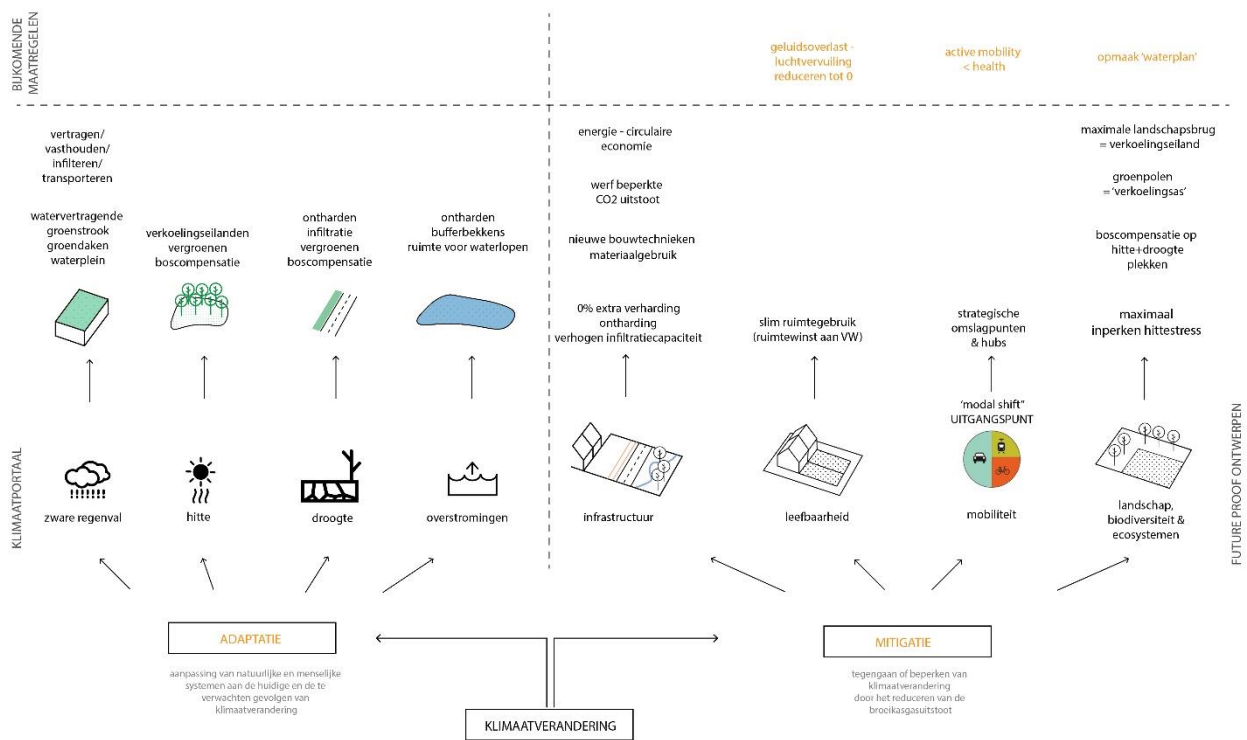 BIJKOMENDE
MAATREGELEN
geluidsoverlast -
luchtvervuiling
reduceren tot 0
active mobility
< health
opmaak 'waterplan'
vertragen/
vasthouden/
infilteren/
transporteren
watervertragende
groenstrook
groendaken
waterplein
verkoelingseilanden
vergroenen
boscompensatie
ontharden
infiltratie
vergroenen
boscompensatie
ontharden
bufferbekkens
ruimte voor waterlopen
energie - circulaire
economie
werf beperkte
CO2 uitstoot
nieuwe bouwtechnieken
materiaalgebruik
0% extra verharding
ontharding
verhogen infiltratiecapaciteit
slim ruimtegebruik
(ruimtewinst aan VW)
strategische
omslagpunten
& hubs
maximale landschapsbrug
= verkoelingseiland
groenpolen
= 'verkoelingsas'
boscompensatie op
hitte+droogte
plekken
maximaal
inperken hittestress
'modal shift"
UITGANGSPUNT
KLIMAATPORTAAL
zware regenval
hitte
droogte
overstromingen
infrastructuur
leefbaarheid
mobiliteit
landschap,
biodiversiteit &
ecosystemen
FUTURE PROOF ONTWERPEN
ADAPTATIE
aanpassing van natuurlijke en menselijke
systemen aan de huidige en de te
verwachten gevolgen van
klimaatverandering
MITIGATIE
tegengaan of beperken van
klimaatverandering
door het reduceren van de
broeikasgasuitstoot
KLIMAATVERANDERING